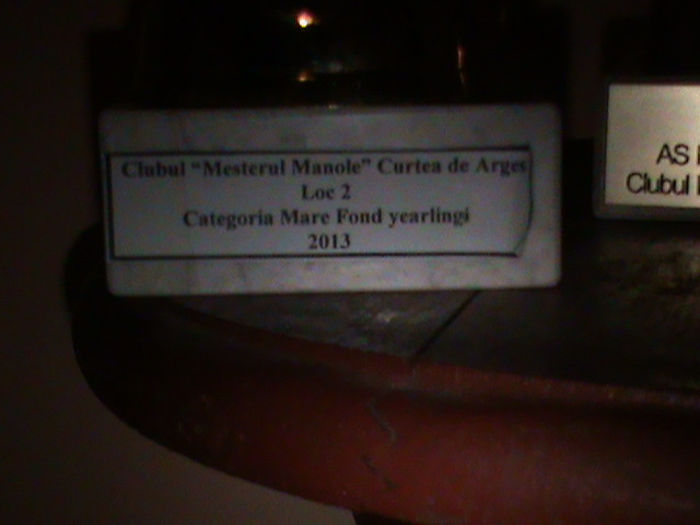 Clubul "Mesterul Manole" Curtea de Arges
Loc 2
Categoria Mare Fond yearlingi
2013
AS
Clubul